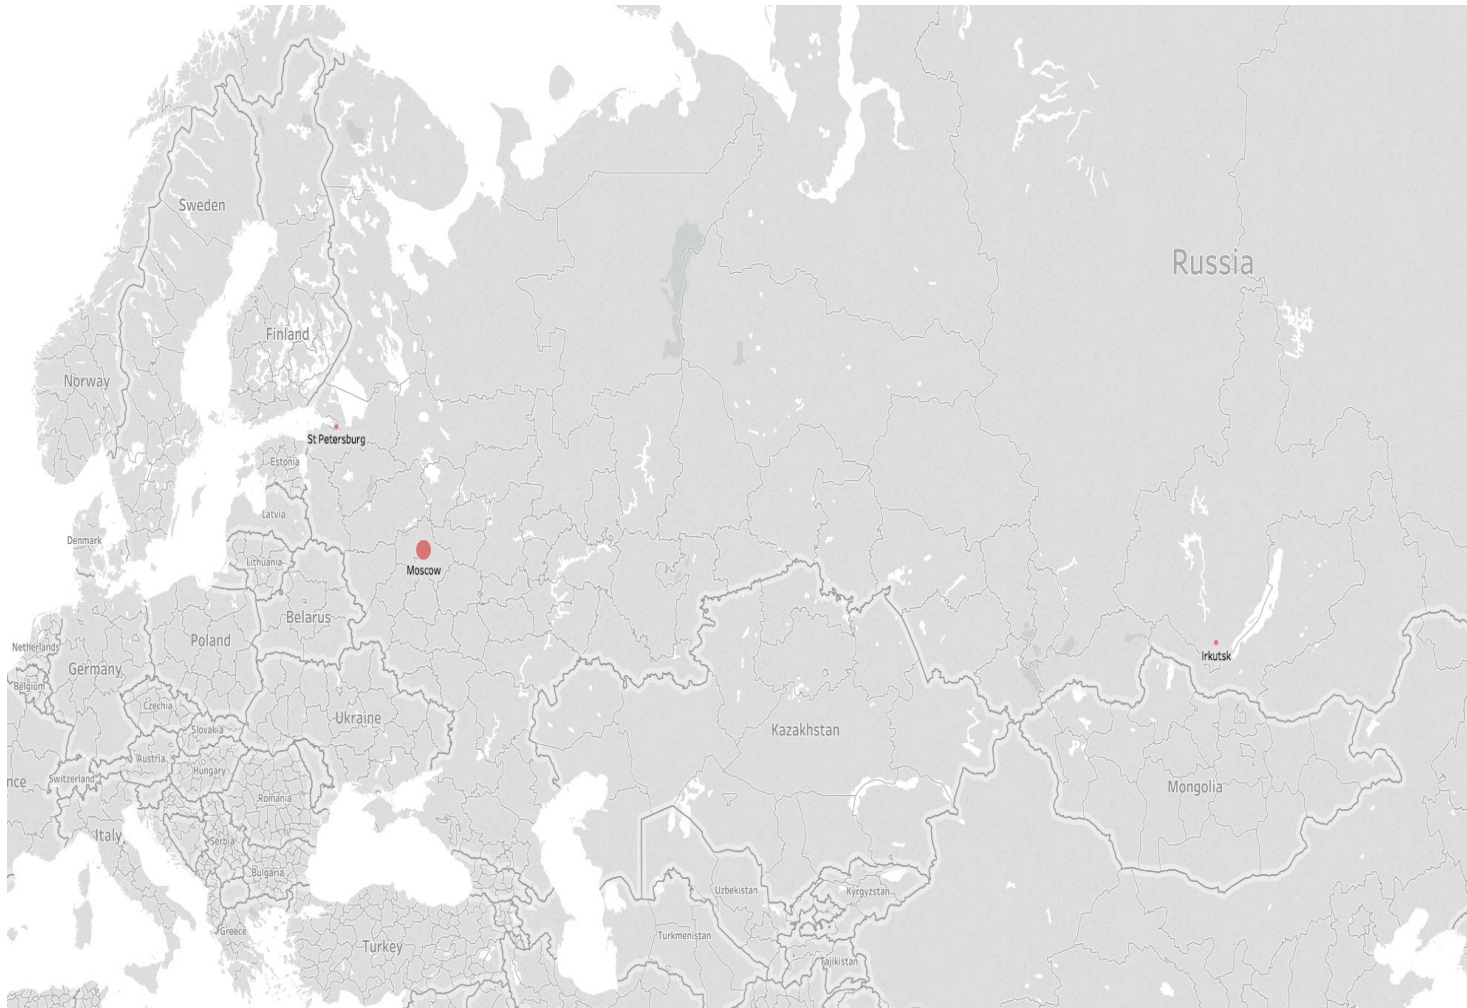 Sweden
Russia
Finland
Norway
St Petersburg
Estonia
Latvia
Denmark
Lithuania
Moscow
Belarus
Poland
Netherlands
Germany
Irkutsk
Belgium
Czechia
Ukraine
Slovakia
Kazakhstan
Austria
Hungary
Switzerland
nce
Mongolia
Romania
Italy
Serbia
Bulgaria
Uzbekistan
Kyrgyzstan
Greece
Turkmenistan
Turkey
Tajikistan